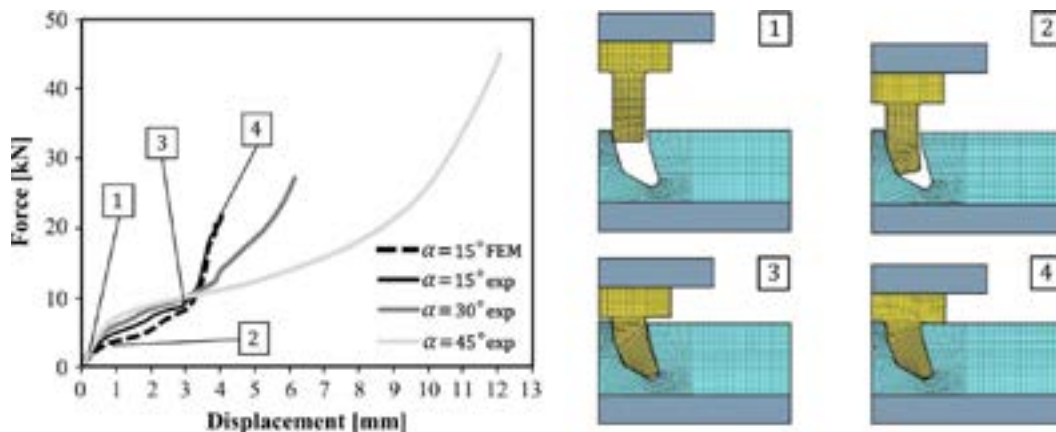 50
40
30
20
10
0
Force [kN]
1
3
4
2
α = 15° FEM
α = 15° exp
α = 30° exp
α = 45° exp
0 1 2 3 4 5 6 7 8 9 10 11 12 13
Displacement [mm]
1
2
3
4